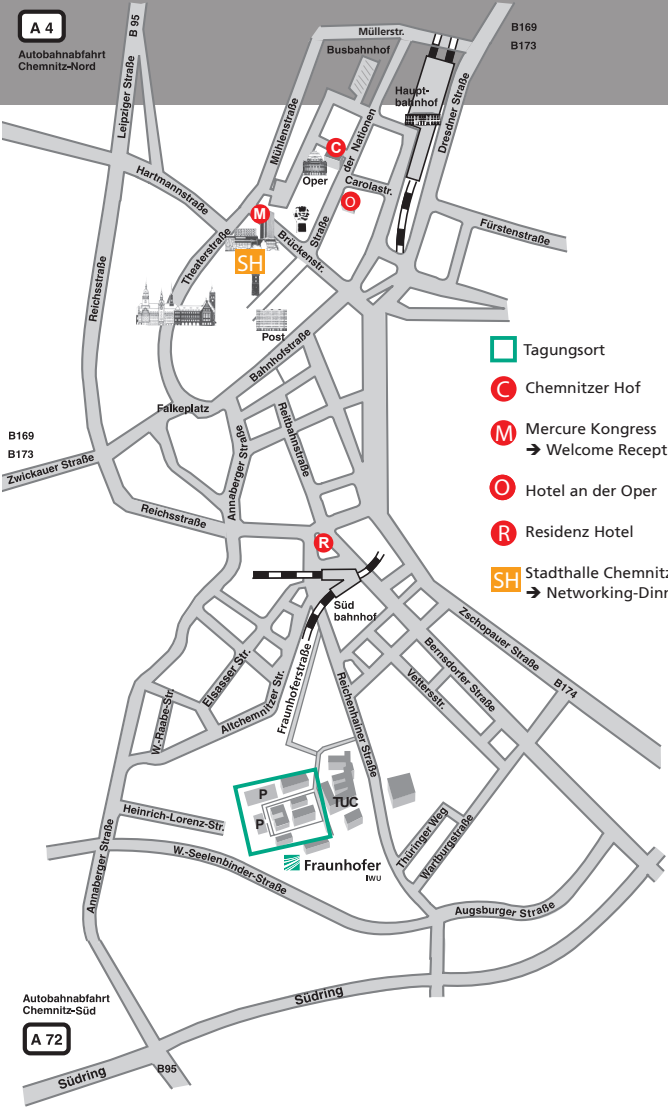 A 4
Autobahnabfahrt
Chemnitz-Nord
B 95
Leipziger Straße
Müllerstr.
Busbahnhof
B169
B173
Haupt-
bahnhof
Dresdner Straße
Mühlenstraße
Straße der Nationen
C
Oper
Carolastr.
O
Hartmannstraße
M
Theaterstraße
SH
Brückenstr.
Fürstenstraße
Reichsstraße
Post
Bahnhofstraße
Tagungsort
C Chemnitzer Hof
M Mercure Kongress
➔ Welcome Recept
O Hotel an der Oper
R Residenz Hotel
SH Stadthalle Chemnitz
➔ Networking-Dinn
Falkeplatz
B169
B173
Zwickauer Straße
Annaberger Straße
Reitbahnstraße
Reichsstraße
R
Süd
bahnhof
Zschopauer Straße
B174
Bernsdorfer Straße
Vettersstr.
Reichenhainer Straße
Fraunhoferstraße
Elsasser Str.
Altchemnitzer Str.
W.-Raabe-Str.
P
P
TUC
Heinrich-Lorenz-Str.
Thüringer Weg
Wartburgstraße
Fraunhofer
IWU
W.-Seelenbinder-Straße
Annaberger Straße
Augsburger Straße
Südring
Autobahnabfahrt
Chemnitz-Süd
A 72
Südring
B95